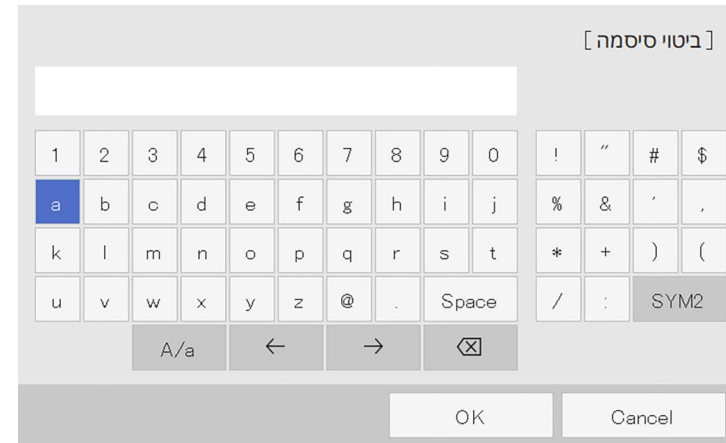 [ ביטוי סיסמה ]
1 2 3 4 5 6 7 8 9 0 ! ″ # $
a b c d e f g h i j % & ′ ,
k l m n o p q r s t * + ) (
u v w x y z @ . Space / : SYM2
A/a ← → ⌫
OK Cancel